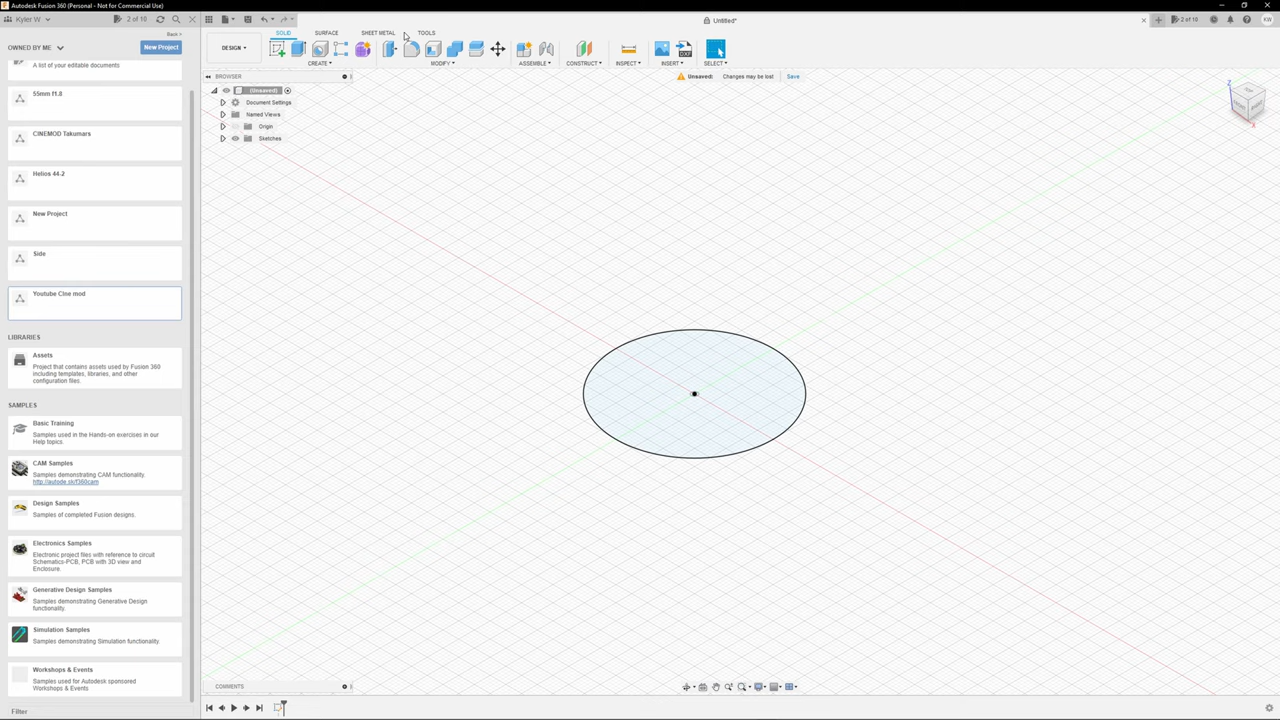 Autodesk Fusion 360 (Personal - Not for Commercial Use)
Kyler W
2 of 10
Untitled*
2 of 10
KW
Back >
OWNED BY ME
New Project
A list of your editable documents
55mm f1.8
CINEMOD Takumars
Helios 44-2
New Project
Side
Youtube Cine mod
LIBRARIES
Assets
Project that contains assets used by Fusion 360
including templates, libraries, and other
configuration files.
SAMPLES
Basic Training
Samples used in the Hands-on exercises in our
Help topics.
CAM Samples
Samples demonstrating CAM functionality.
http://autode.sk/f360cam
Design Samples
Samples of completed Fusion designs.
Electronics Samples
Electronic project files with reference to circuit
Schematics-PCB, PCB with 3D view and
Enclosure.
Generative Design Samples
Samples demonstrating Generative Design
functionality.
Simulation Samples
Samples demonstrating Simulation functionality.
Workshops & Events
Samples used for Autodesk sponsored
Workshops & Events
Filter
SOLID
SURFACE
SHEET METAL
TOOLS
DESIGN
CREATE
MODIFY
ASSEMBLE
CONSTRUCT
INSPECT
INSERT
SELECT
BROWSER
Unsaved:
Changes may be lost
Save
(Unsaved)
Document Settings
Named Views
Origin
Sketches
Z
TOP
FRONT
RIGHT
X
COMMENTS